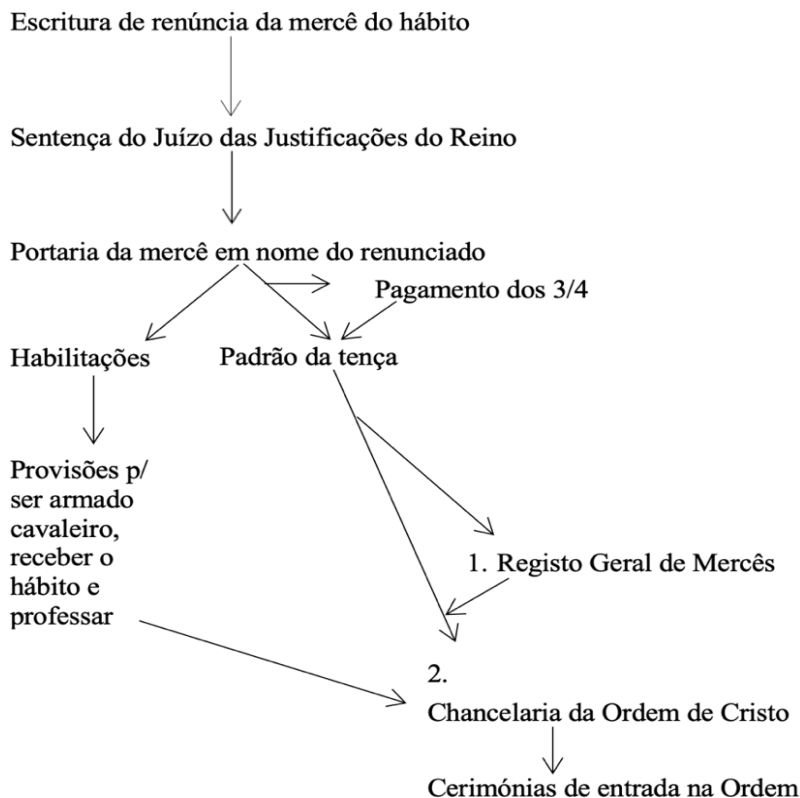 Escritura de renúncia da mercê do hábito
Sentença do Juízo das Justificações do Reino
Portaria da mercê em nome do renunciado
Pagamento dos 3/4
Habilitações
Padrão da tença
Provisões p/
ser armado
cavaleiro,
receber o
hábito e
professar
1. Registo Geral de Mercês
2.
Chancelaria da Ordem de Cristo
Cerimónias de entrada na Ordem